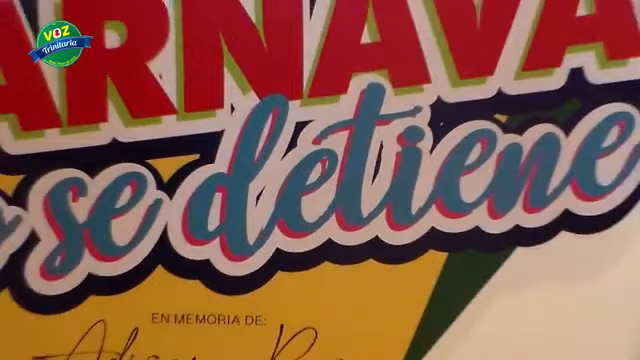 VOZ
Trinitaria
ARNAVA
se detiene
EN MEMORIA DE: